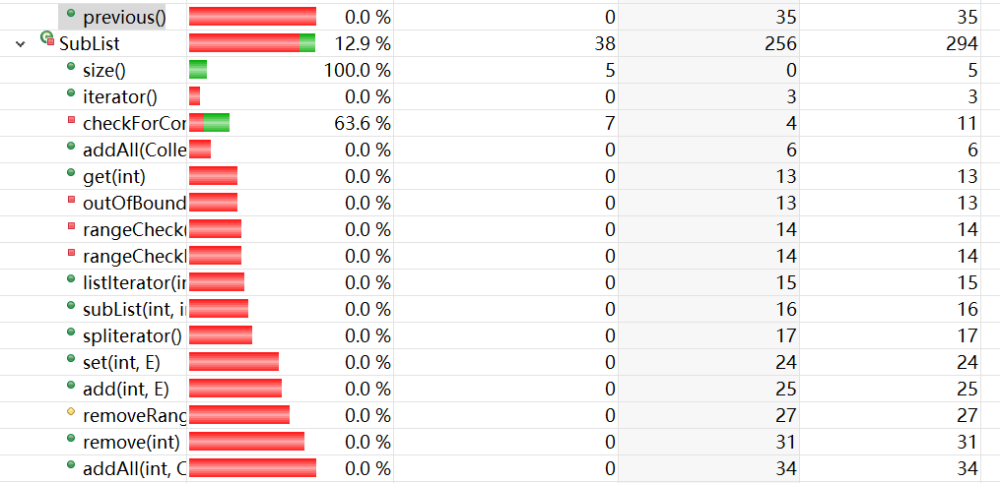 previous() 0.0 % 0 35 35
SubList 12.9 % 38 256 294
size() 100.0 % 5 0 5
iterator() 0.0 % 0 3 3
checkForCor 63.6 % 7 4 11
addAll(Colle 0.0 % 0 6 6
get(int) 0.0 % 0 13 13
outOfBound 0.0 % 0 13 13
rangeCheck( 0.0 % 0 14 14
rangeCheckI 0.0 % 0 14 14
listIterator(in 0.0 % 0 15 15
subList(int, i 0.0 % 0 16 16
spliterator() 0.0 % 0 17 17
set(int, E) 0.0 % 0 24 24
add(int, E) 0.0 % 0 25 25
removeRang 0.0 % 0 27 27
remove(int) 0.0 % 0 31 31
addAll(int, C 0.0 % 0 34 34